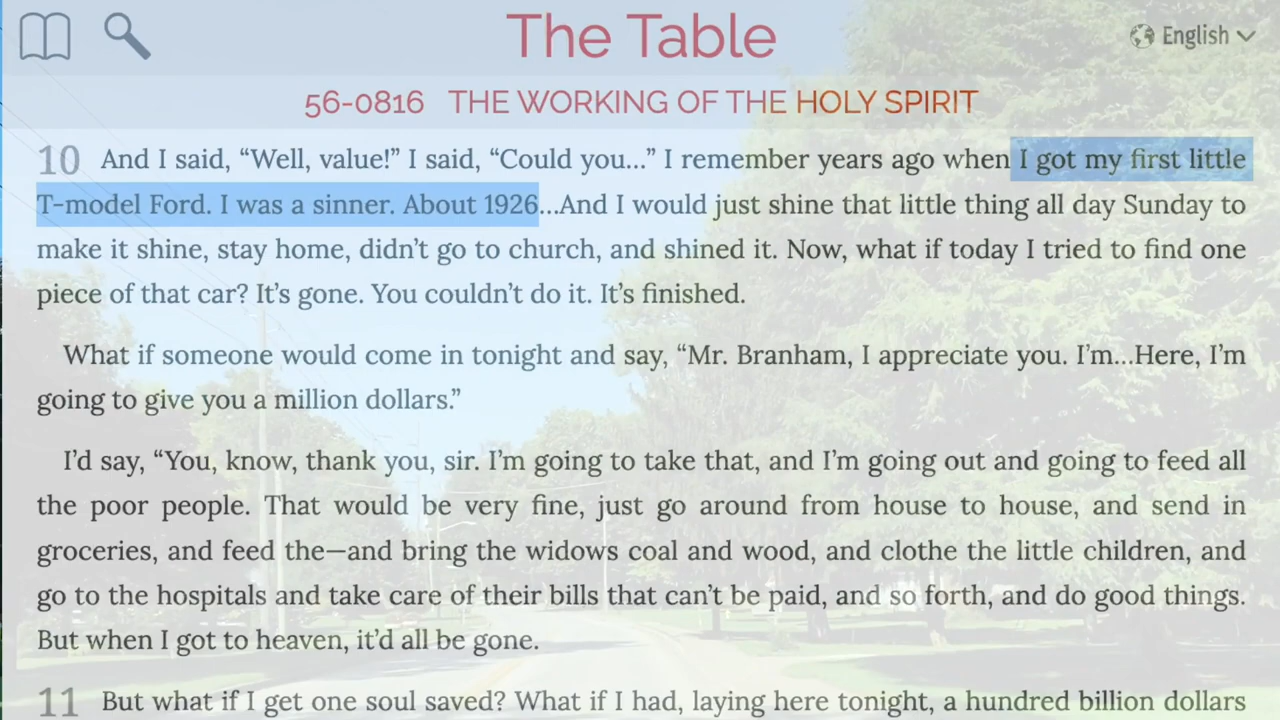 The Table
English
56-0816 THE WORKING OF THE HOLY SPIRIT
10 And I said, “Well, value!” I said, “Could you...” I remember years ago when I got my first little
T-model Ford. I was a sinner. About 1926...And I would just shine that little thing all day Sunday to
make it shine, stay home, didn’t go to church, and shined it. Now, what if today I tried to find one
piece of that car? It’s gone. You couldn’t do it. It’s finished.
What if someone would come in tonight and say, “Mr. Branham, I appreciate you. I’m...Here, I’m
going to give you a million dollars.”
I’d say, “You, know, thank you, sir. I’m going to take that, and I’m going out and going to feed all
the poor people. That would be very fine, just go around from house to house, and send in
groceries, and feed the—and bring the widows coal and wood, and clothe the little children, and
go to the hospitals and take care of their bills that can’t be paid, and so forth, and do good things.
But when I got to heaven, it’d all be gone.
11 But what if I get one soul saved? What if I had, laying here tonight, a hundred billion dollars